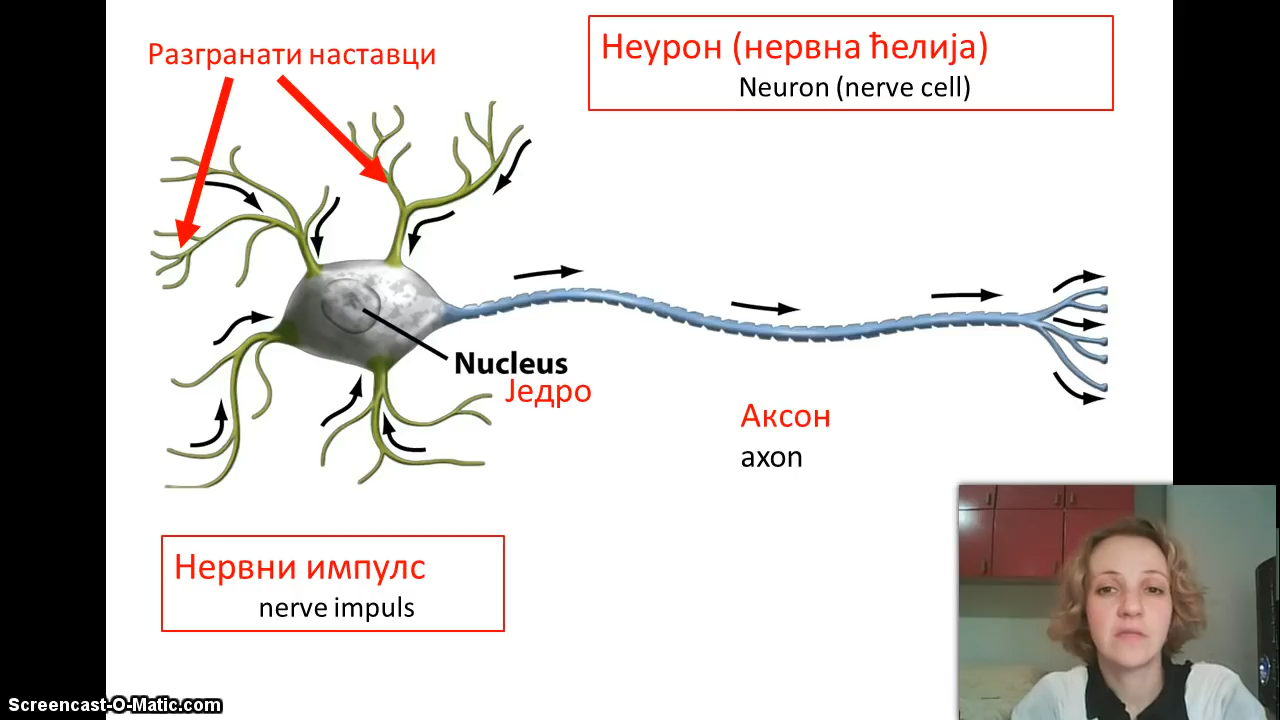 Разгранати наставци
Неурон (нервна ћелија)
Neuron (nerve cell)
Nucleus
Једро
Аксон
axon
Нервни импулс
nerve impuls
Screencast-O-Matic.com